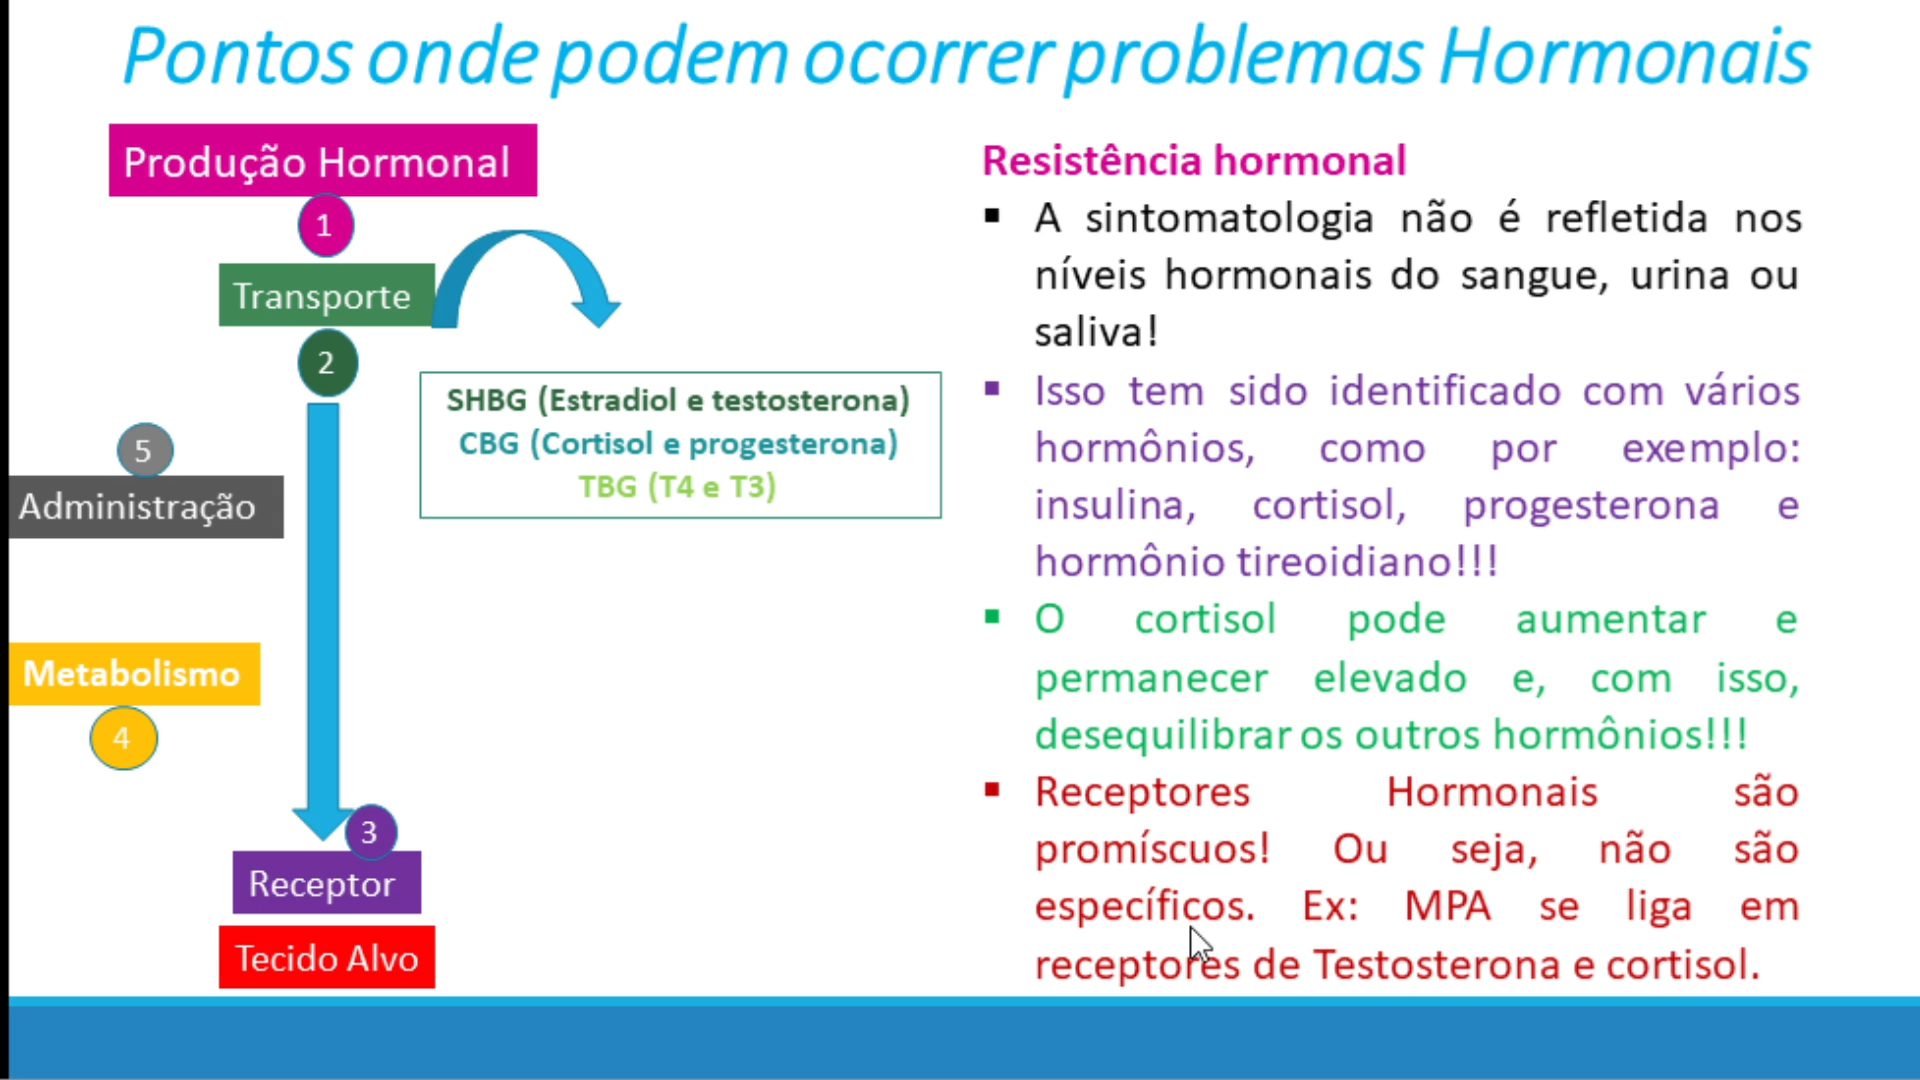 Pontos onde podem ocorrer problemas Hormonais
Produção Hormonal
1
Transporte
2
SHBG (Estradiol e testosterona)
CBG (Cortisol e progesterona)
TBG (T4 e T3)
5
Administração
Metabolismo
4
3
Receptor
Tecido Alvo
Resistência hormonal
▪ A sintomatologia não é refletida nos
níveis hormonais do sangue, urina ou
saliva!
▪ Isso tem sido identificado com vários
hormônios, como por exemplo:
insulina, cortisol, progesterona e
hormônio tireoidiano!!!
▪ O cortisol pode aumentar e
permanecer elevado e, com isso,
desequilibrar os outros hormônios!!!
▪ Receptores Hormonais são
promíscuos! Ou seja, não são
específicos. Ex: MPA se liga em
receptores de Testosterona e cortisol.